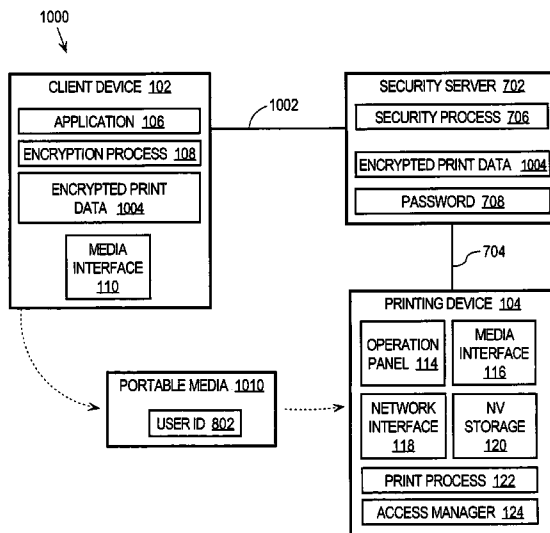 1000
CLIENT DEVICE 102
APPLICATION 106
ENCRYPTION PROCESS 108
ENCRYPTED PRINT
DATA 1004
MEDIA
INTERFACE
110
1002
SECURITY SERVER 702
SECURITY PROCESS 706
ENCRYPTED PRINT DATA 1004
PASSWORD 708
704
PORTABLE MEDIA 1010
USER ID 802
PRINTING DEVICE 104
OPERATION
PANEL 114
MEDIA
INTERFACE
116
NETWORK
INTERFACE
118
NV
STORAGE
120
PRINT PROCESS 122
ACCESS MANAGER 124